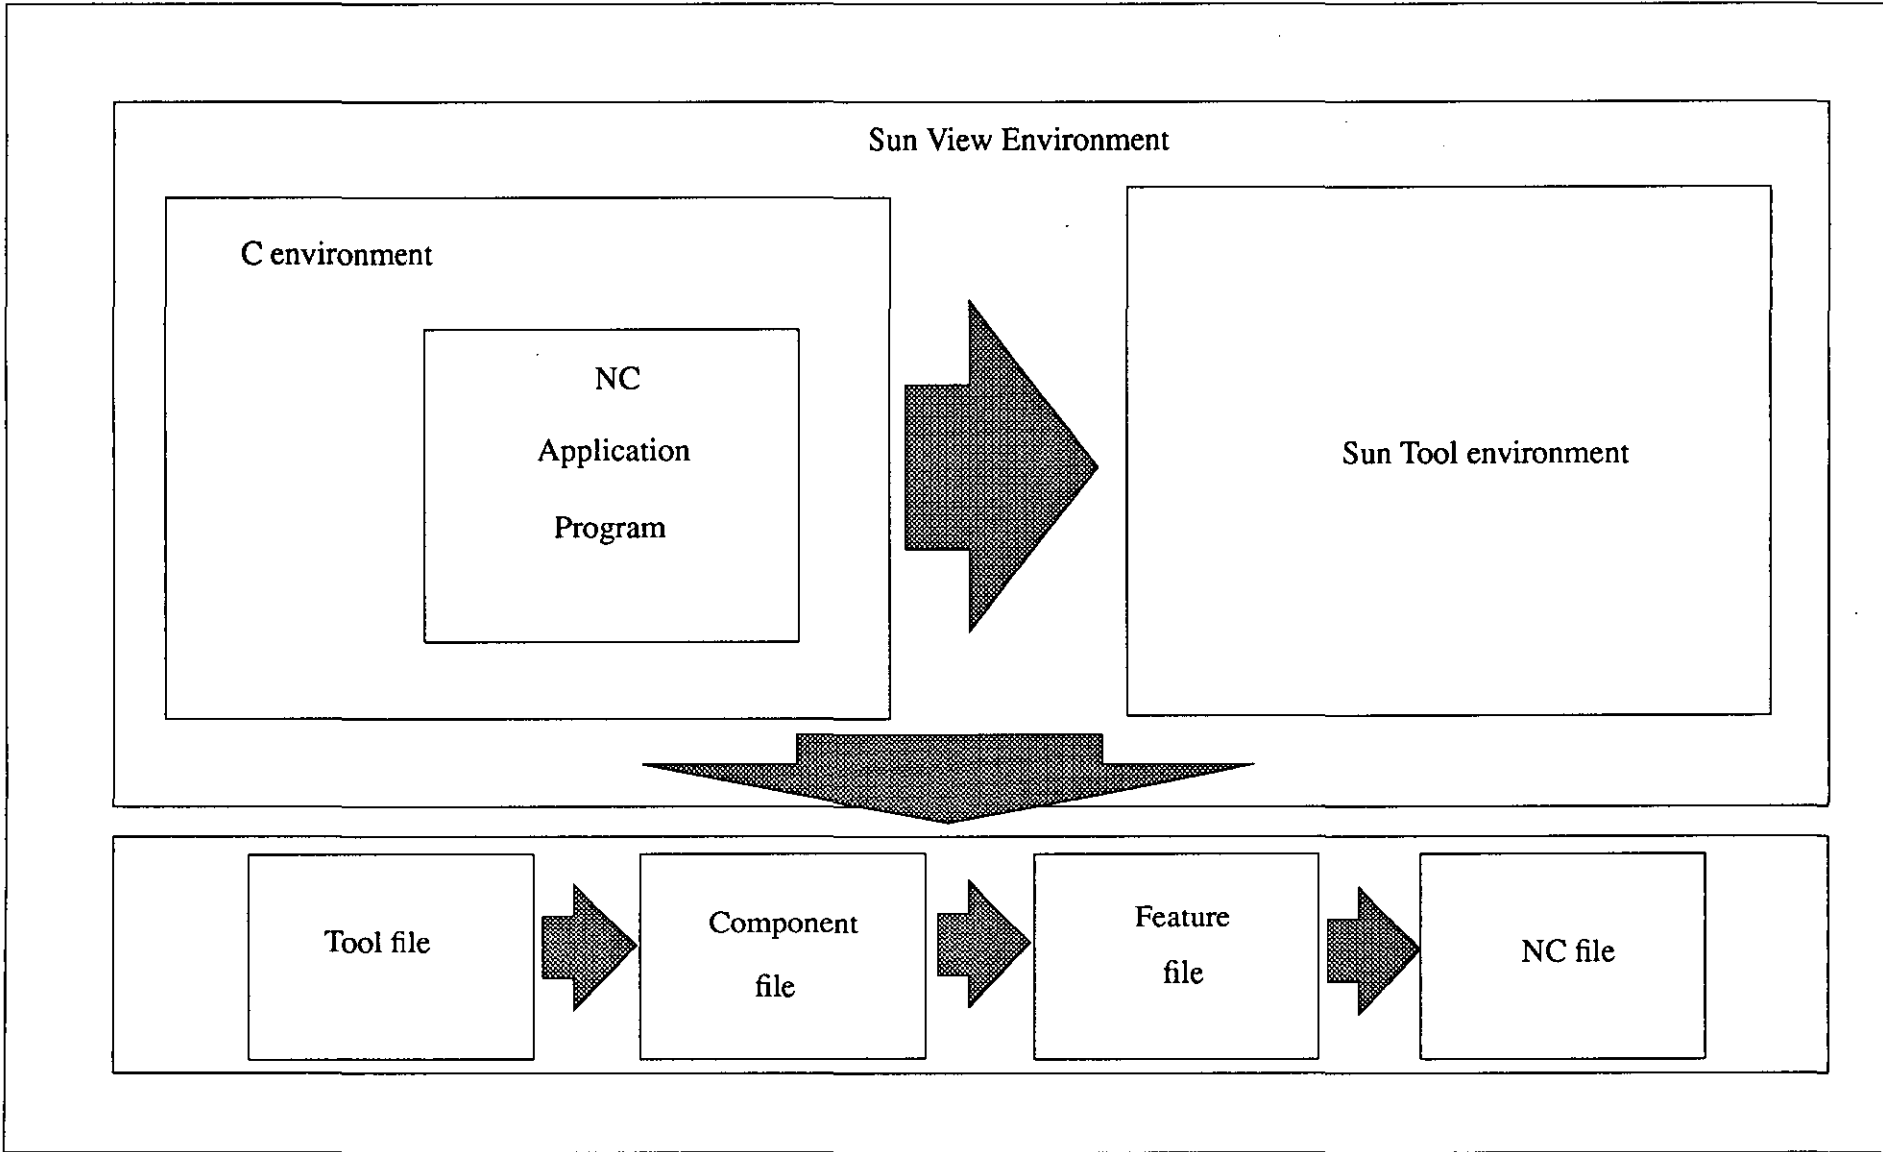 Sun View Environment
C environment
NC
Application
Program
Sun Tool environment
Tool file
Component
file
Feature
file
NC file